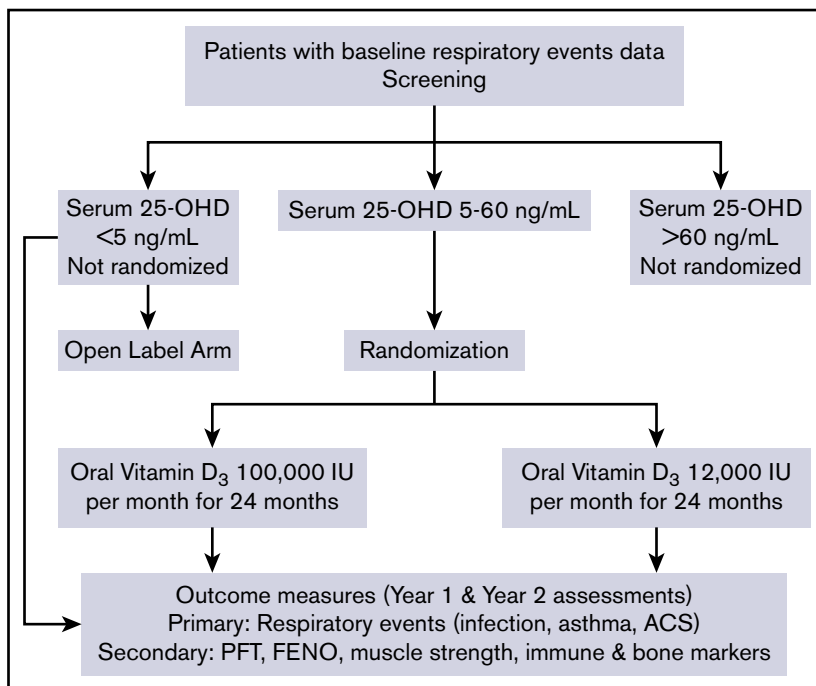 Patients with baseline respiratory events data
Screening
Serum 25-OHD
<5 ng/mL
Not randomized
Serum 25-OHD 5-60 ng/mL
Serum 25-OHD
>60 ng/mL
Not randomized
Open Label Arm
Randomization
Oral Vitamin D₃ 100,000 IU
per month for 24 months
Oral Vitamin D₃ 12,000 IU
per month for 24 months
Outcome measures (Year 1 & Year 2 assessments)
Primary: Respiratory events (infection, asthma, ACS)
Secondary: PFT, FENO, muscle strength, immune & bone markers